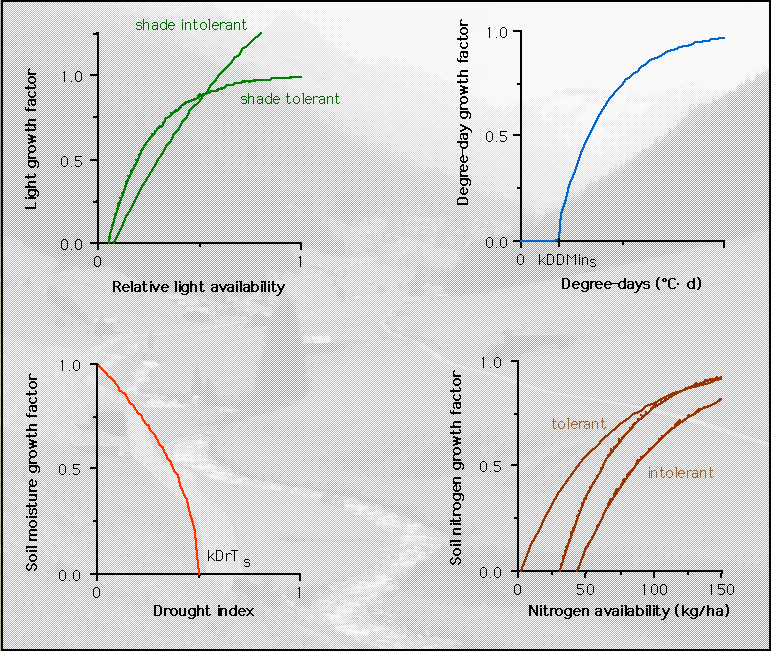 shade intolerant
shade tolerant
Light growth factor
1.0
0.5
0.0
0
1
Relative light availability
Degree-day growth factor
1.0
0.5
0.0
0
kDDMins
Degree-days (°C· d)
Soil moisture growth factor
1.0
0.5
0.0
kDrTs
0
1
Drought index
Soil nitrogen growth factor
1.0
0.5
0.0
tolerant
intolerant
0
50
100
150
Nitrogen availability (kg/ha)